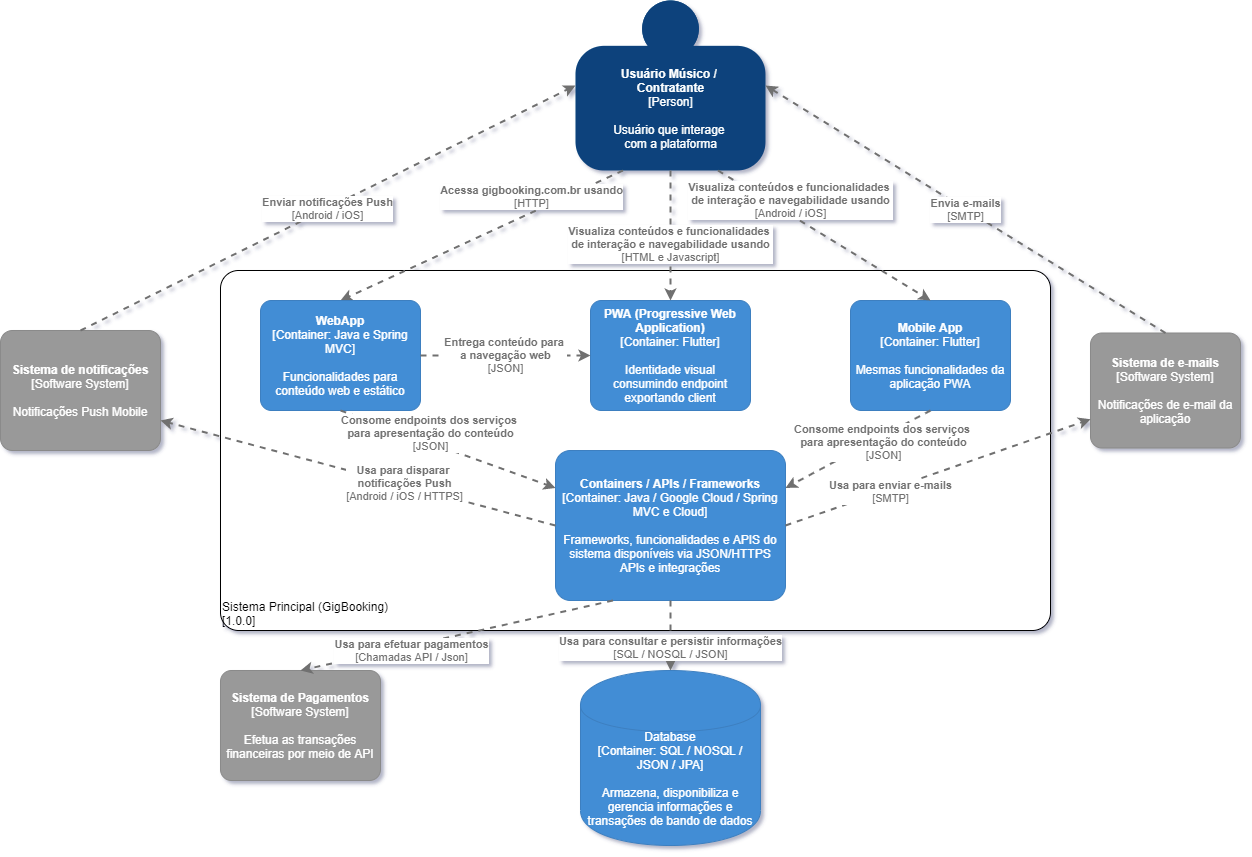 Usuário Músico /
Contratante
[Person]
Usuário que interage
com a plataforma
Enviar notificações Push
[Android / iOS]
Acessa gigbooking.com.br usando
[HTTP]
Visualiza conteúdos e funcionalidades
de interação e navegabilidade usando
[Android / iOS]
Envia e-mails
[SMTP]
Visualiza conteúdos e funcionalidades
de interação e navegabilidade usando
[HTML e Javascript]
WebApp
[Container: Java e Spring
MVC]
Funcionalidades para
conteúdo web e estático
Entrega conteúdo para
a navegação web
[JSON]
PWA (Progressive Web
Application)
[Container: Flutter]
Identidade visual
consumindo endpoint
exportando client
Mobile App
[Container: Flutter]
Mesmas funcionalidades da
aplicação PWA
Sistema de notificações
[Software System]
Notificações Push Mobile
Sistema de e-mails
[Software System]
Notificações de e-mail da
aplicação
Consome endpoints dos serviços
para apresentação do conteúdo
[JSON]
Consome endpoints dos serviços
para apresentação do conteúdo
[JSON]
Usa para disparar
notificações Push
[Android / iOS / HTTPS]
Containers / APIs / Frameworks
[Container: Java / Google Cloud / Spring
MVC e Cloud]
Frameworks, funcionalidades e APIS do
sistema disponíveis via JSON/HTTPS
APIs e integrações
Usa para enviar e-mails
[SMTP]
Sistema Principal (GigBooking)
[1.0.0]
Usa para efetuar pagamentos
[Chamadas API / Json]
Usa para consultar e persistir informações
[SQL / NOSQL / JSON]
Sistema de Pagamentos
[Software System]
Efetua as transações
financeiras por meio de API
Database
[Container: SQL / NOSQL /
JSON / JPA]
Armazena, disponibiliza e
gerencia informações e
transações de bando de dados